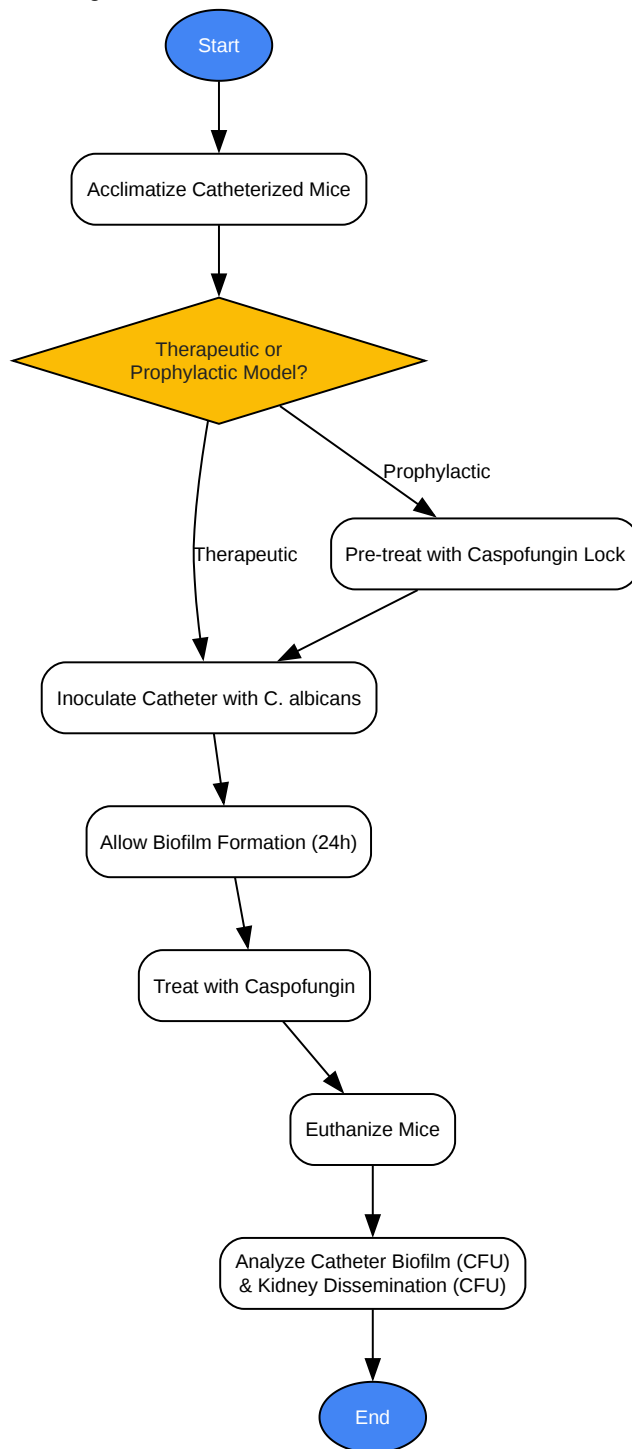 Start
Acclimatize Catheterized Mice
Therapeutic or
Prophylactic Model?
Prophylactic
Therapeutic
Pre-treat with Caspofungin Lock
Inoculate Catheter with C. albicans
Allow Biofilm Formation (24h)
Treat with Caspofungin
Euthanize Mice
Analyze Catheter Biofilm (CFU)
& Kidney Dissemination (CFU)
End